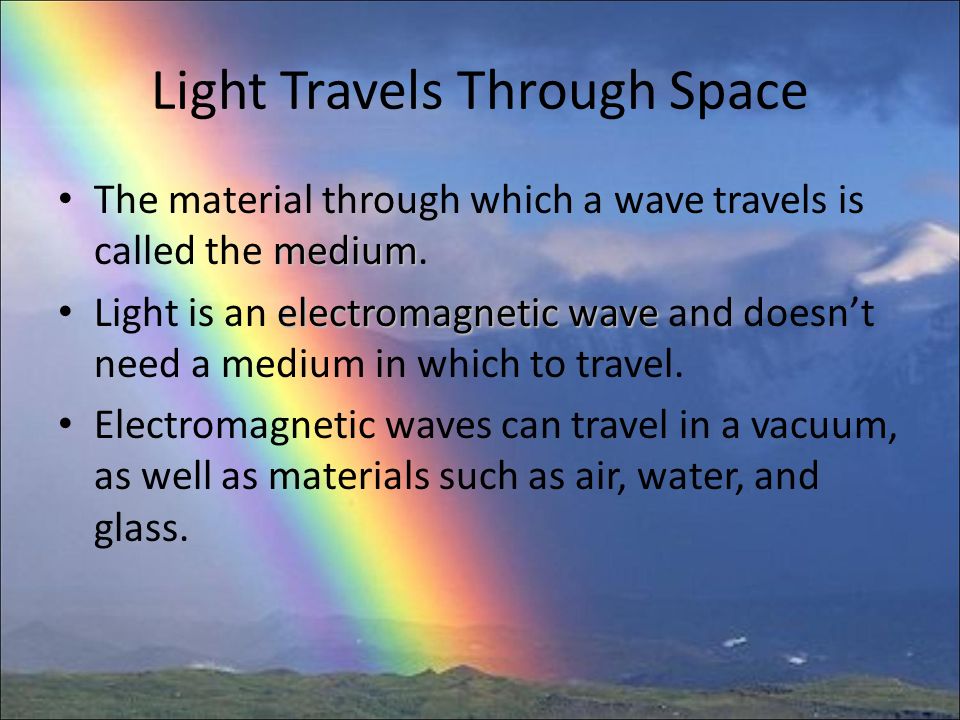 Light Travels Through Space
• The material through which a wave travels is
called the medium.
• Light is an electromagnetic wave and doesn’t
need a medium in which to travel.
• Electromagnetic waves can travel in a vacuum,
as well as materials such as air, water, and
glass.